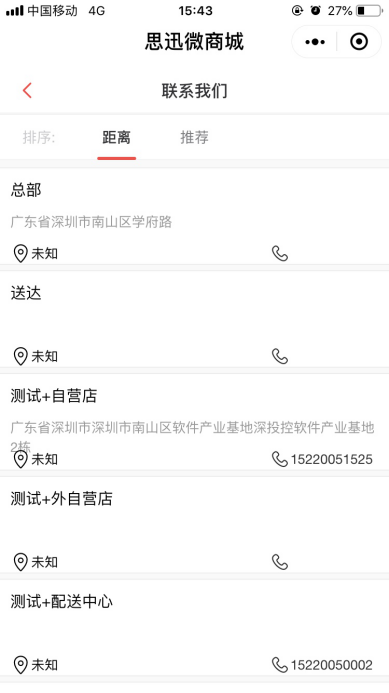 中国移动 4G 15:43 27%
思迅微商城
联系我们
排序: 距离 推荐
总部
广东省深圳市南山区学府路
未知
送达
未知
测试+自营店
广东省深圳市深圳市南山区软件产业基地深投控软件产业基地
2栋
未知 15220051525
测试+外自营店
未知
测试+配送中心
未知 15220050002